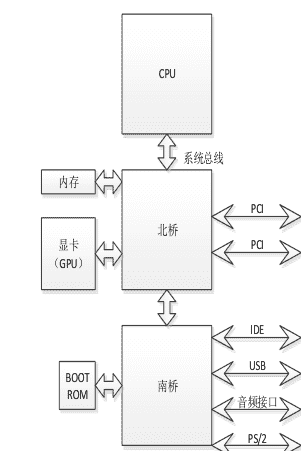 CPU
系统总线
内存
北桥
PCI
显卡
（GPU）
PCI
IDE
USB
BOOT
ROM
南桥
音频接口
PS/2